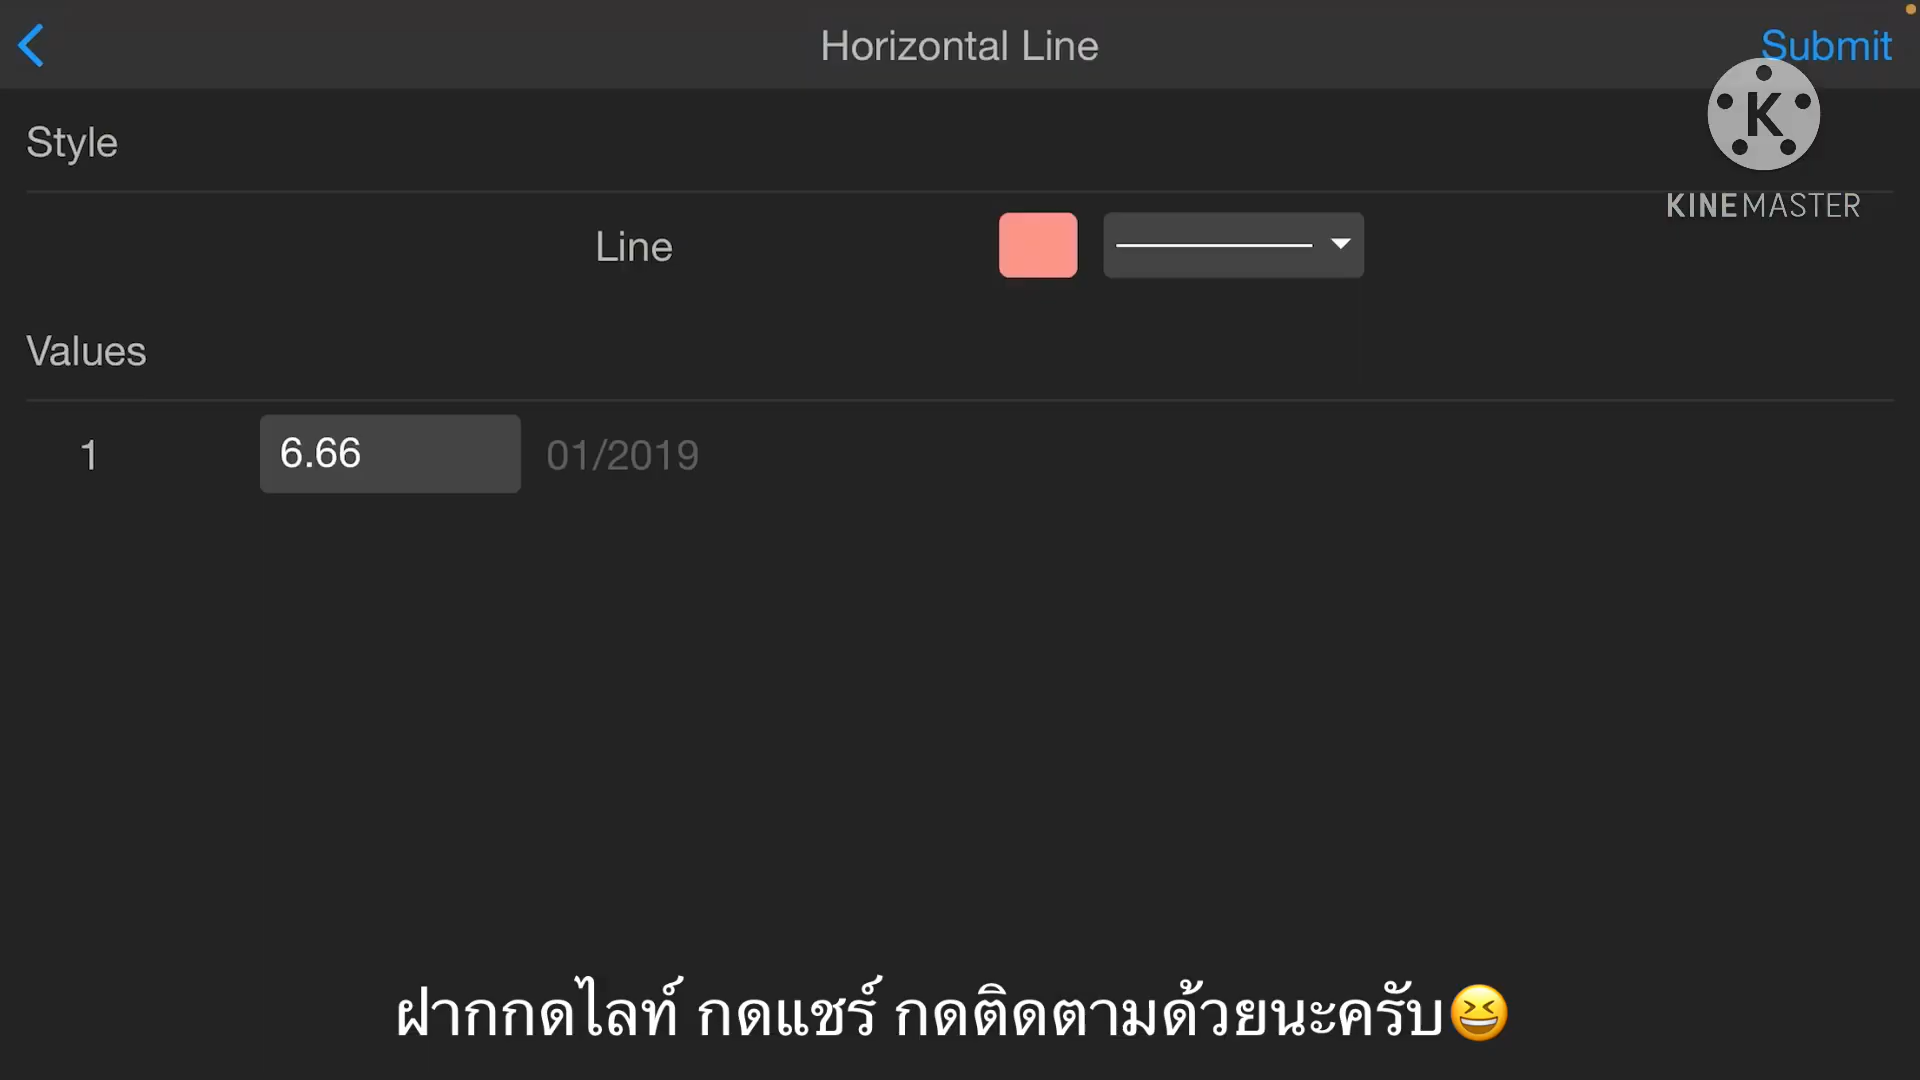 Horizontal Line
Submit
K
KINEMASTER
Style
Line
Values
1 6.66 01/2019
ฝากกดไลท์ กดแชร์ กดติดตามด้วยนะครับ😆